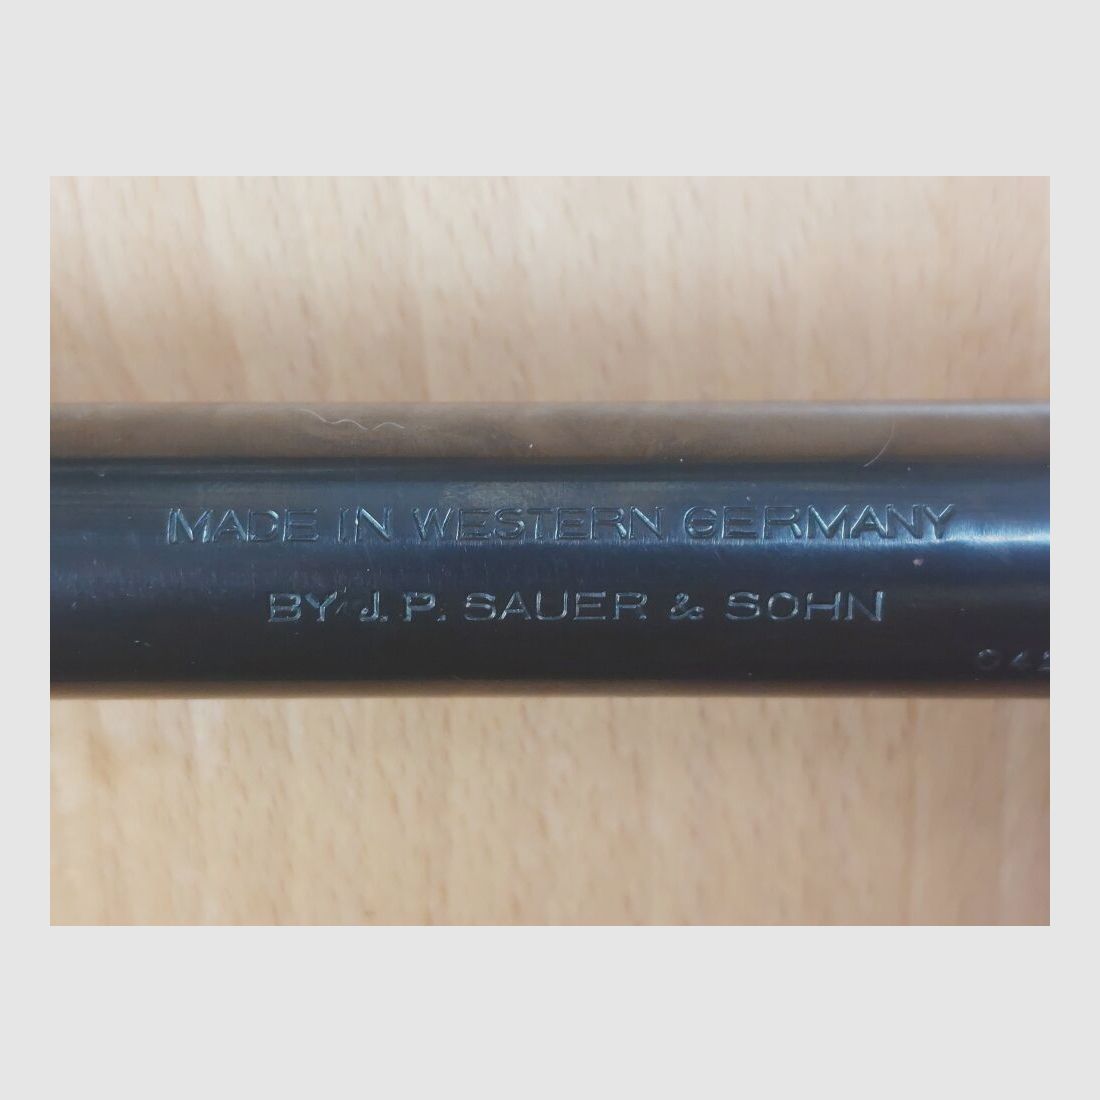 MADE IN WESTERN GERMANY
BY J. P. SAUER & SOHN